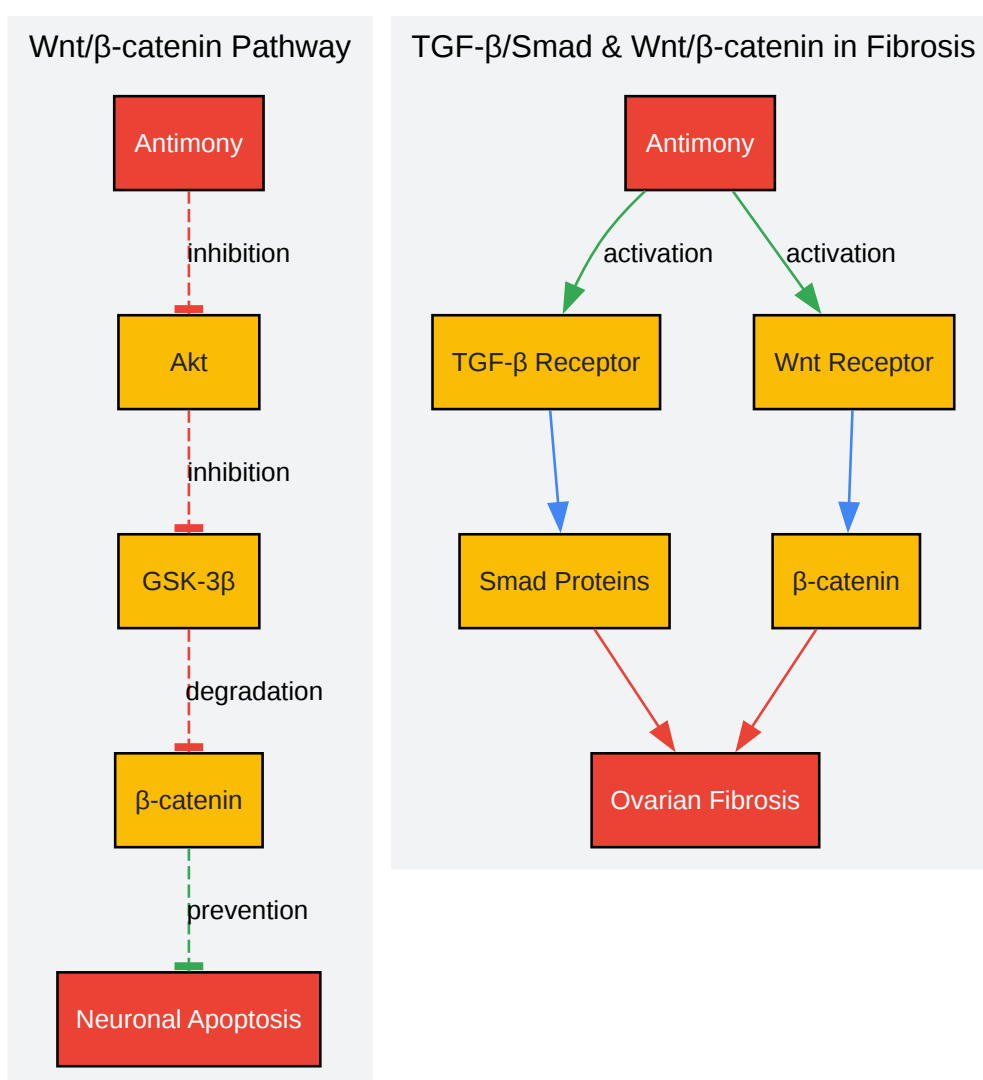 Wnt/β-catenin Pathway
Antimony
inhibition
Akt
inhibition
GSK-3β
degradation
β-catenin
prevention
Neuronal Apoptosis
TGF-β/Smad & Wnt/β-catenin in Fibrosis
Antimony
activation
activation
TGF-β Receptor
Wnt Receptor
Smad Proteins
β-catenin
Ovarian Fibrosis